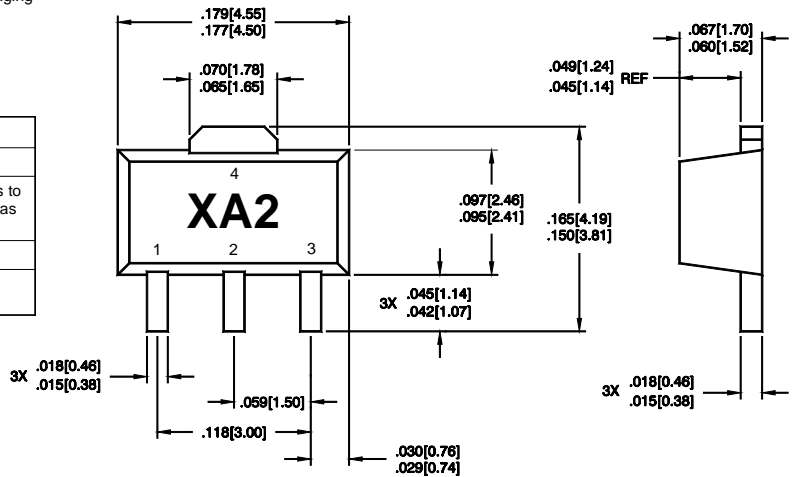 .179[4.55]
.177[4.50]
.067[1.70]
.060[1.52]
.070[1.78]
.065[1.65]
.049[1.24]
.045[1.14]
REF
s to
as
4
XA2
1 2 3
.097[2.46]
.095[2.41]
.165[4.19]
.150[3.81]
3X .045[1.14]
.042[1.07]
3X .018[0.46]
.015[0.38]
.059[1.50]
.118[3.00]
.030[0.76]
.029[0.74]
3X .018[0.46]
.015[0.38]